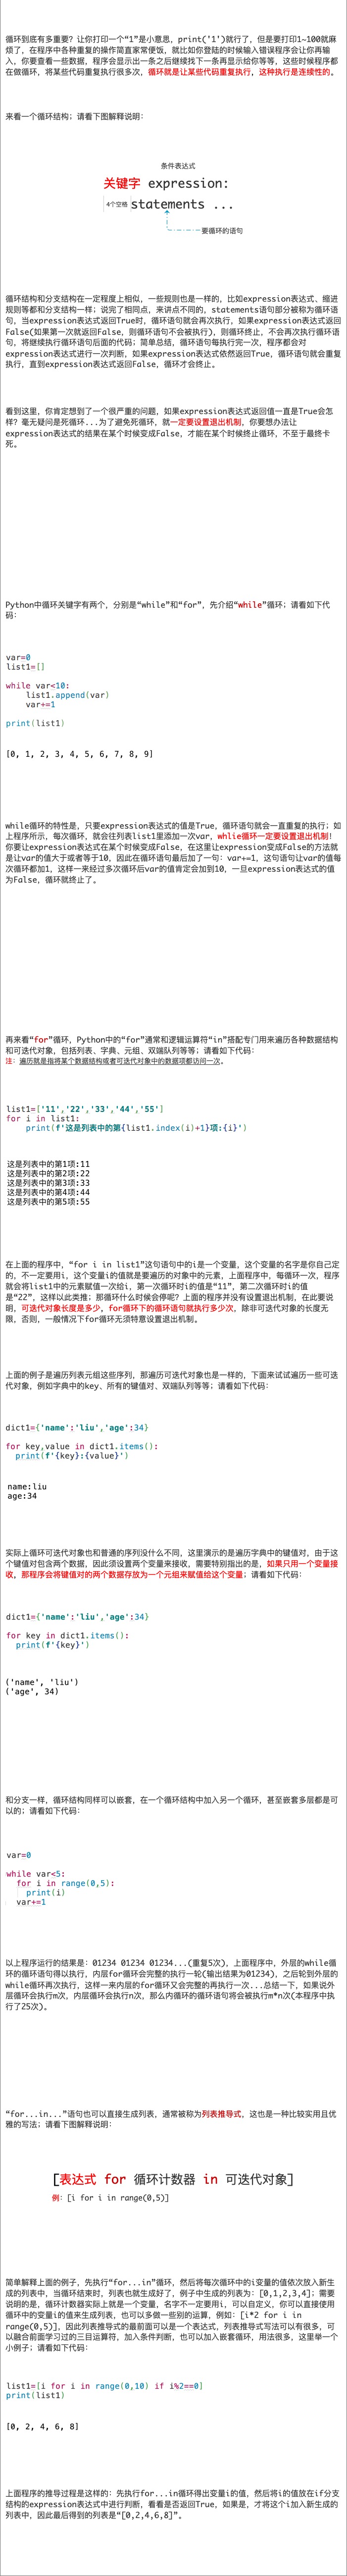 循环到底有多重要？让你打印一个“1”是小意思，print('1')就行了，但是要打印1~100就麻
烦了，在程序中各种重复的操作简直家常便饭，就比如你登陆的时候输入错误程序会让你再输
入，你要查看一些数据，程序会显示出一条之后继续找下一条再显示给你等等，这些时候程序都
在做循环，将某些代码重复执行很多次，循环就是让某些代码重复执行，这种执行是连续性的。
来看一个循环结构；请看下图解释说明：
条件表达式
关键字 expression:
4个空格 statements ...
要循环的语句
循环结构和分支结构在一定程度上相似，一些规则也是一样的，比如expression表达式、缩进
规则等都和分支结构一样；说完了相同点，来讲点不同的，statements语句部分被称为循环语
句，当expression表达式返回True时，循环语句就会再次执行，如果expression表达式返回
False(如果第一次就返回False，则循环语句不会被执行)，则循环终止，不会再次执行循环语
句，将继续执行循环语句后面的代码；简单总结，循环语句每执行完一次，程序都会对
expression表达式进行一次判断，如果expression表达式依然返回True，循环语句就会重复
执行，直到expression表达式返回False，循环才会终止。
看到这里，你肯定想到了一个很严重的问题，如果expression表达式返回值一直是True会怎
样？毫无疑问是死循环...为了避免死循环，就一定要设置退出机制，你要想办法让
expression表达式的结果在某个时候变成False，才能在某个时候终止循环，不至于最终卡
死。
Python中循环关键字有两个，分别是“while”和“for”，先介绍“while”循环；请看如下代
码：
var=0
list1=[]
while var<10:
list1.append(var)
var+=1
print(list1)
[0, 1, 2, 3, 4, 5, 6, 7, 8, 9]
while循环的特性是，只要expression表达式的值是True，循环语句就会一直重复的执行；如
上程序所示，每次循环，就会往列表list1里添加一次var，whlie循环一定要设置退出机制！
你要让expression表达式在某个时候变成False，在这里让expression变成False的方法就
是让var的值大于或者等于10，因此在循环语句最后加了一句：var+=1，这句语句让var的值每
次循环都加1，这样一来经过多次循环后var的值肯定会加到10，一旦expression表达式的值
为False，循环就终止了。
再来看“for”循环，Python中的“for”通常和逻辑运算符“in”搭配专门用来遍历各种数据结构
和可迭代对象，包括列表、字典、元组、双端队列等等；请看如下代码：
注：遍历就是指将某个数据结构或者可迭代对象中的数据项都访问一次。
list1=['11','22','33','44','55']
for i in list1:
print(f'这是列表中的第{list1.index(i)+1}项:{i}')
这是列表中的第1项:11
这是列表中的第2项:22
这是列表中的第3项:33
这是列表中的第4项:44
这是列表中的第5项:55
在上面的程序中，“for i in list1”这句语句中的i是一个变量，这个变量的名字是你自己定
的，不一定要用i，这个变量i的值就是要遍历的对象中的元素，上面程序中，每循环一次，程序
就会将list1中的元素赋值一次给i，第一次循环时i的值是“11”，第二次循环时i的值
是“22”，这样以此类推；那循环什么时候会停呢？上面的程序并没有设置退出机制，在此要说
明，可迭代对象长度是多少，for循环下的循环语句就执行多少次，除非可迭代对象的长度无
限，否则，一般情况下for循环无须特意设置退出机制。
上面的例子是遍历列表元组这些序列，那遍历可迭代对象也是一样的，下面来试试遍历一些可迭
代对象，例如字典中的key、所有的键值对、双端队列等等；请看如下代码：
dict1={'name':'liu','age':34}
for key,value in dict1.items():
print(f'{key}:{value}')
name:liu
age:34
实际上循环可迭代对象也和普通的序列没什么不同，这里演示的是遍历字典中的键值对，由于这
个键值对包含两个数据，因此须设置两个变量来接收，需要特别指出的是，如果只用一个变量接
收，那程序会将键值对的两个数据存放为一个元组来赋值给这个变量；请看如下代码：
dict1={'name':'liu','age':34}
for key in dict1.items():
print(f'{key}')
('name', 'liu')
('age', 34)
和分支一样，循环结构同样可以嵌套，在一个循环结构中加入另一个循环，甚至嵌套多层都是可
以的；请看如下代码：
var=0
while var<5:
for i in range(0,5):
print(i)
var+=1
以上程序运行的结果是：01234 01234 01234...(重复5次)，上面程序中，外层的while循
环的循环语句得以执行，内层for循环会完整的执行一轮(输出结果为01234)，之后轮到外层的
while循环再次执行，这样一来内层的for循环又会完整的再执行一次...总结一下，如果说外
层循环会执行m次，内层循环会执行n次，那么内循环的循环语句将会被执行m*n次(本程序中执
行了25次)。
“for...in...”语句也可以直接生成列表，通常被称为列表推导式，这也是一种比较实用且优
雅的写法；请看下图解释说明：
[表达式 for 循环计数器 in 可迭代对象]
例：[i for i in range(0,5)]
简单解释上面的例子，先执行“for...in”循环，然后将每次循环中的i变量的值依次放入新生
成的列表中，当循环结束时，列表也就生成好了，例子中生成的列表为：[0,1,2,3,4]；需要
说明的是，循环计数器实际上就是一个变量，名字不一定要用i，可以自定义，你可以直接使用
循环中的变量i的值来生成列表，也可以多做一些别的运算，例如：[i*2 for i in
range(0,5)]，因此列表推导式的最前面可以是一个表达式，列表推导式写法可以有很多，可
以融合前面学习过的三目运算符，加入条件判断，也可以加入嵌套循环，用法很多，这里举一个
小例子；请看如下代码：
list1=[i for i in range(0,10) if i%2==0]
print(list1)
[0, 2, 4, 6, 8]
上面程序的推导过程是这样的：先执行for...in循环得出变量i的值，然后将i的值放在if分支
结构的expression表达式中进行判断，看看是否返回True，如果是，才将这个i加入新生成的
列表中，因此最后得到的列表是“[0,2,4,6,8]”。